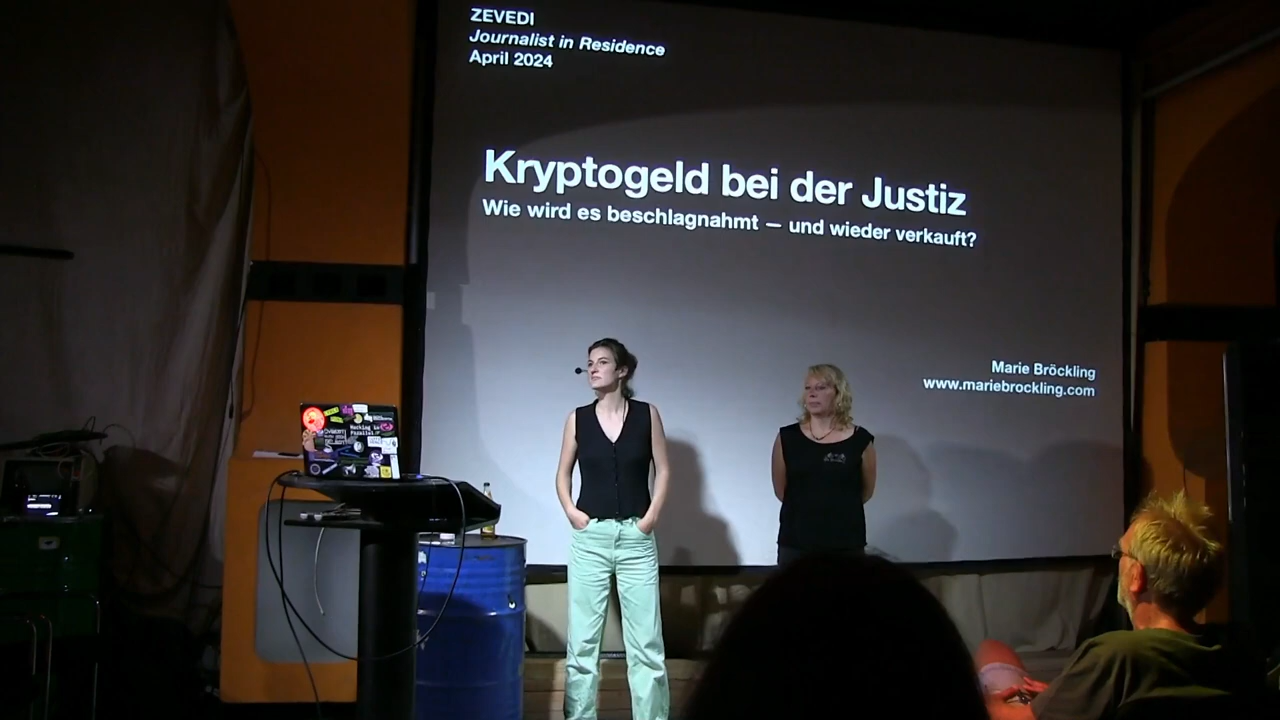 ZEVEDI
Journalist in Residence
April 2024
Kryptogeld bei der Justiz
Wie wird es beschlagnahmt — und wieder verkauft?
Marie Bröckling
www.mariebrockling.com